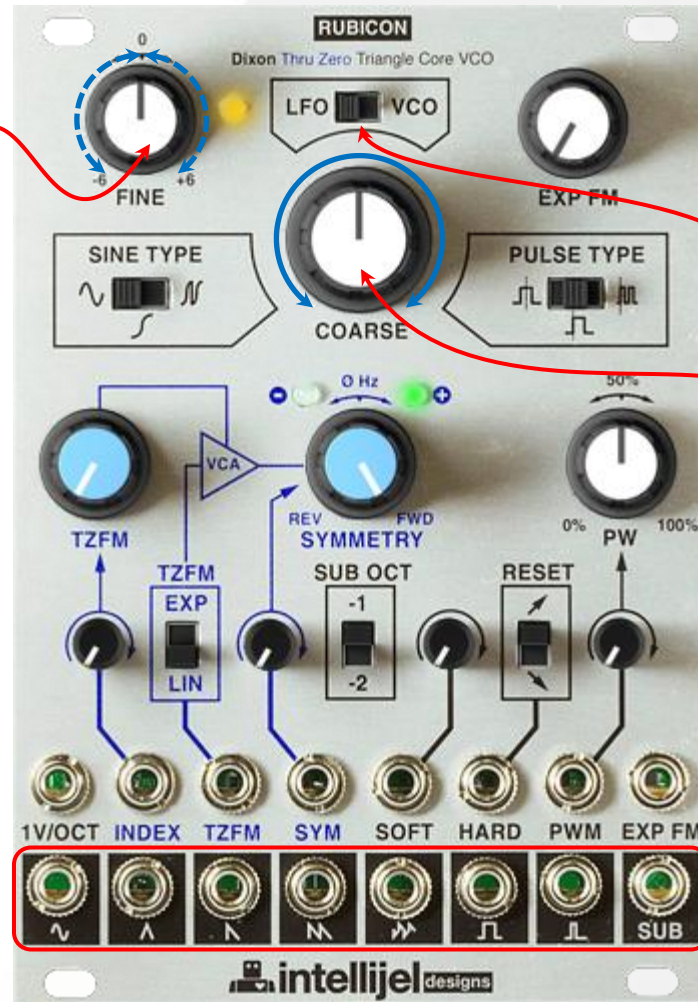 RUBICON
Dixon Thru Zero Triangle Core VCO
0
LFO VCO
-6 +6
FINE
EXP FM
SINE TYPE
PULSE TYPE
COARSE
Ø Hz
50%
VCA
REV FWD
0% 100%
TZFM
SYMMETRY
PW
TZFM
SUB OCT
RESET
EXP
-1
LIN
-2
1V/OCT INDEX TZFM SYM SOFT HARD PWM EXP FM
SUB
intellijel designs